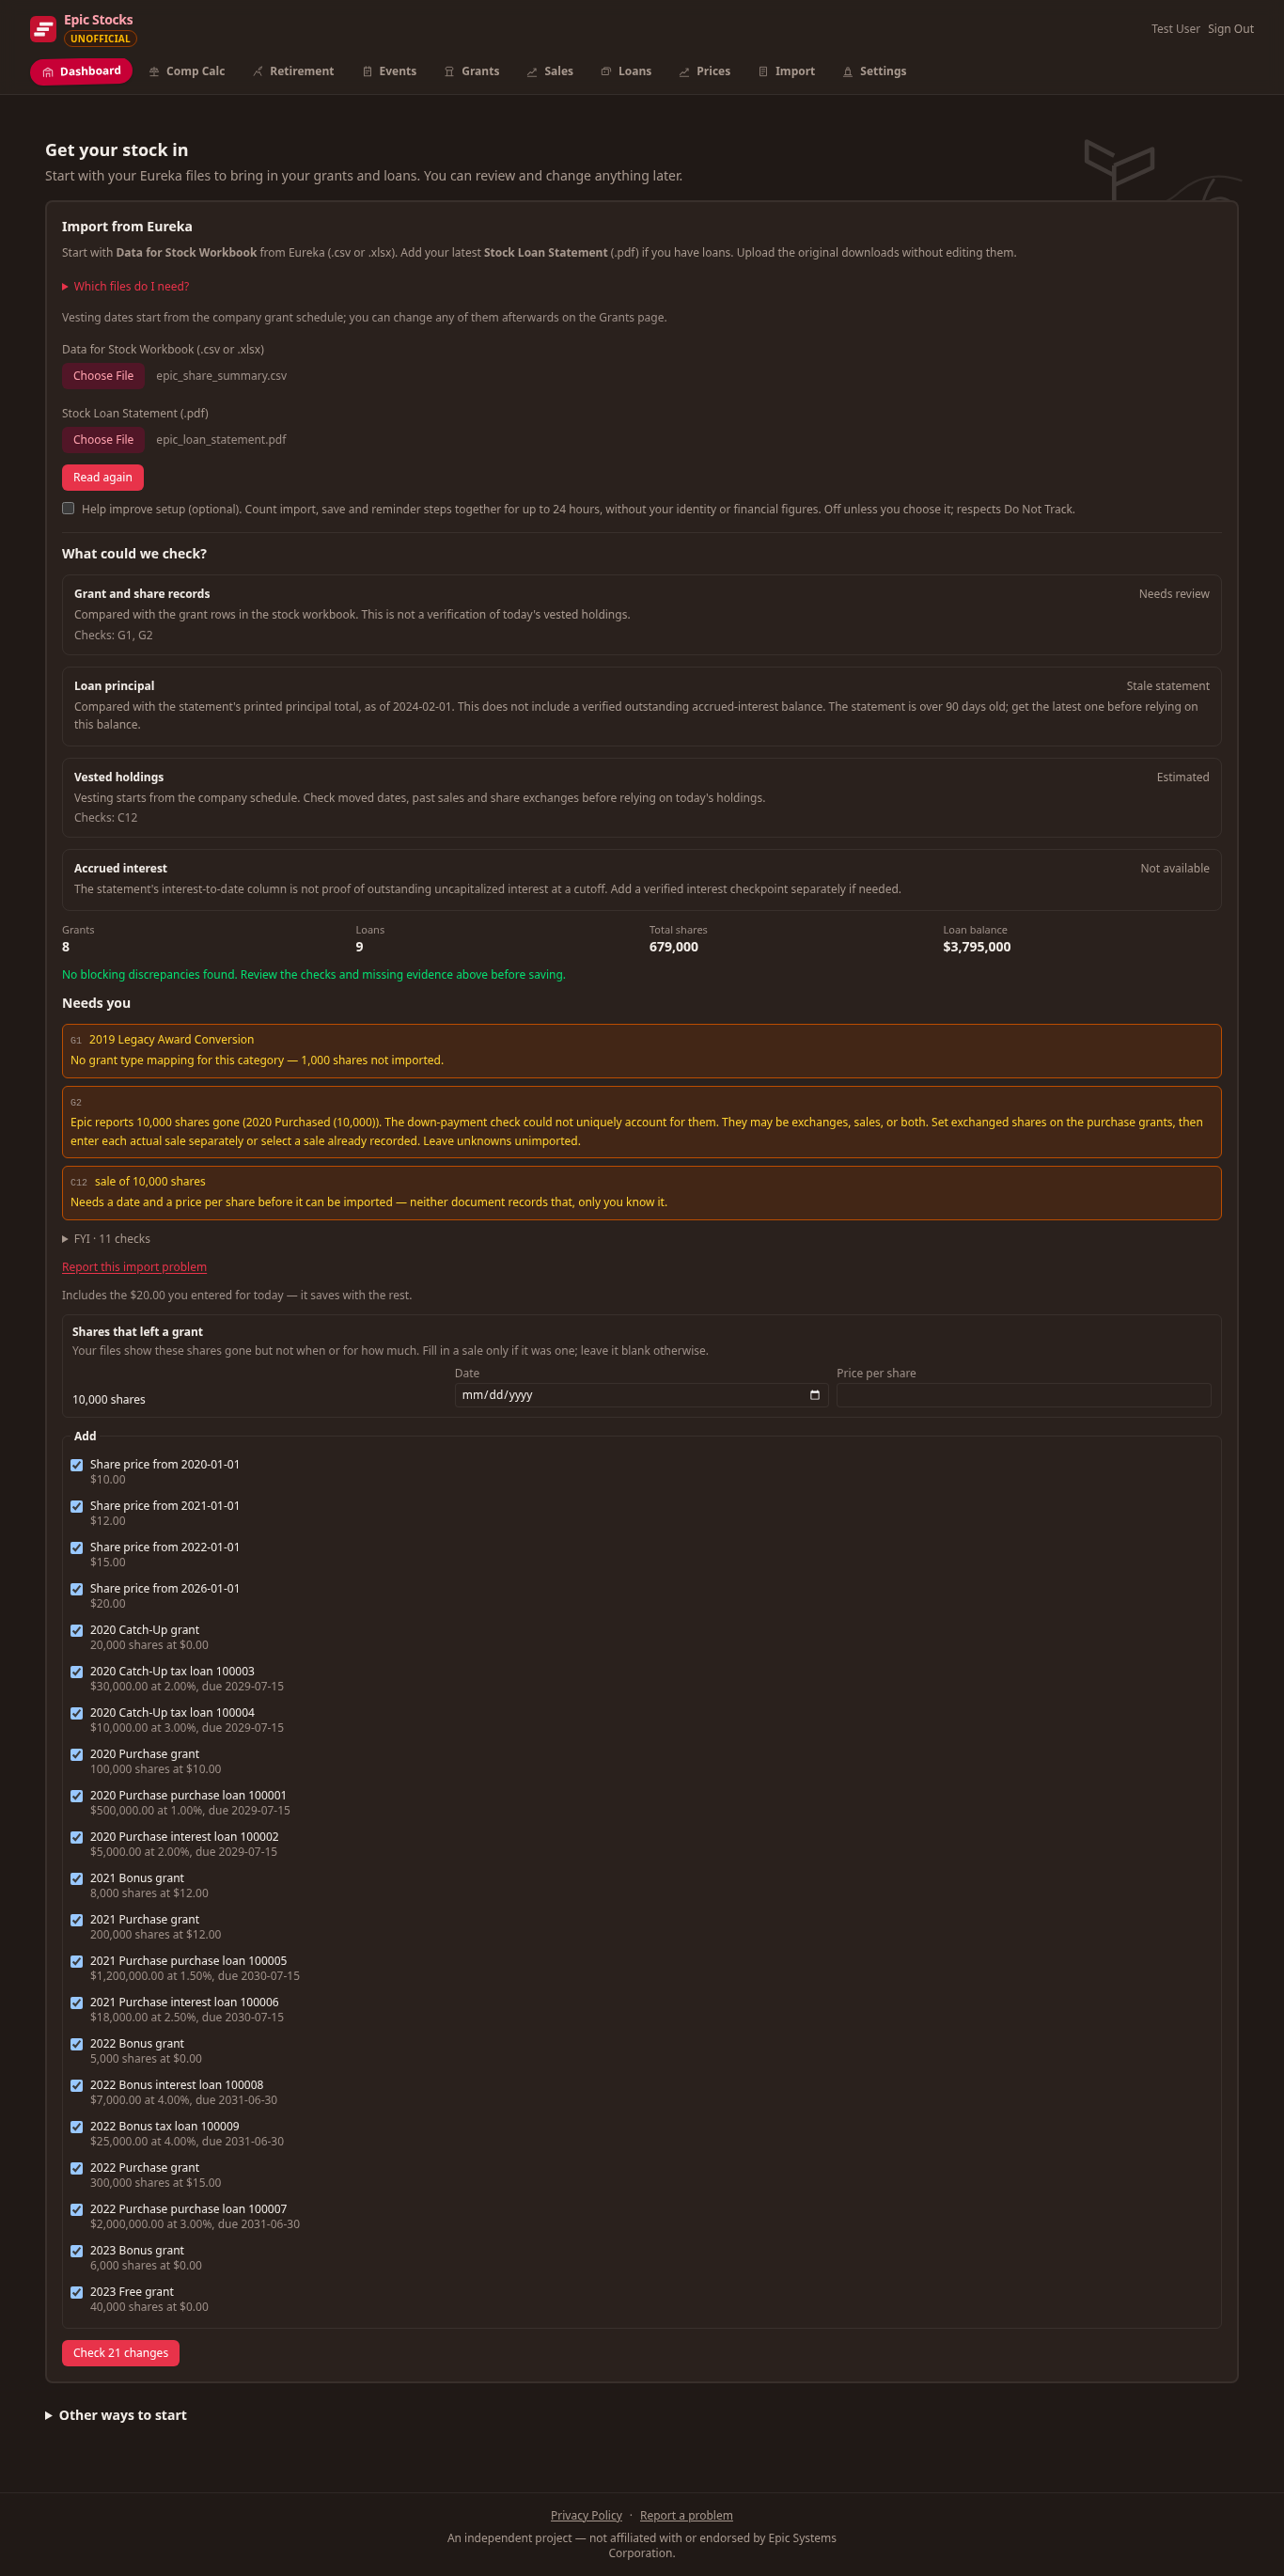 Epic Stocks
UNOFFICIAL
Test User Sign Out
Dashboard Comp Calc Retirement Events Grants Sales Loans Prices Import Settings
Get your stock in
Start with your Eureka files to bring in your grants and loans. You can review and change anything later.
Import from Eureka
Start with Data for Stock Workbook from Eureka (.csv or .xlsx). Add your latest Stock Loan Statement (.pdf) if you have loans. Upload the original downloads without editing them.
Which files do I need?
Vesting dates start from the company grant schedule; you can change any of them afterwards on the Grants page.
Data for Stock Workbook (.csv or .xlsx)
Choose File epic_share_summary.csv
Stock Loan Statement (.pdf)
Choose File epic_loan_statement.pdf
Read again
Help improve setup (optional). Count import, save and reminder steps together for up to 24 hours, without your identity or financial figures. Off unless you choose it; respects Do Not Track.
What could we check?
Grant and share records Needs review
Compared with the grant rows in the stock workbook. This is not a verification of today's vested holdings.
Checks: G1, G2
Loan principal Stale statement
Compared with the statement's printed principal total, as of 2024-02-01. This does not include a verified outstanding accrued-interest balance. The statement is over 90 days old; get the latest one before relying on
this balance.
Vested holdings Estimated
Vesting starts from the company schedule. Check moved dates, past sales and share exchanges before relying on today's holdings.
Checks: C12
Accrued interest Not available
The statement's interest-to-date column is not proof of outstanding uncapitalized interest at a cutoff. Add a verified interest checkpoint separately if needed.
Grants Loans Total shares Loan balance
8 9 679,000 $3,795,000
No blocking discrepancies found. Review the checks and missing evidence above before saving.
Needs you
G1 2019 Legacy Award Conversion
No grant type mapping for this category — 1,000 shares not imported.
G2
Epic reports 10,000 shares gone (2020 Purchased (10,000)). The down-payment check could not uniquely account for them. They may be exchanges, sales, or both. Set exchanged shares on the purchase grants, then
enter each actual sale separately or select a sale already recorded. Leave unknowns unimported.
C12 sale of 10,000 shares
Needs a date and a price per share before it can be imported — neither document records that, only you know it.
FYI · 11 checks
Report this import problem
Includes the $20.00 you entered for today — it saves with the rest.
Shares that left a grant
Your files show these shares gone but not when or for how much. Fill in a sale only if it was one; leave it blank otherwise.
Date Price per share
10,000 shares mm/dd/yyyy
Add
Share price from 2020-01-01
$10.00
Share price from 2021-01-01
$12.00
Share price from 2022-01-01
$15.00
Share price from 2026-01-01
$20.00
2020 Catch-Up grant
20,000 shares at $0.00
2020 Catch-Up tax loan 100003
$30,000.00 at 2.00%, due 2029-07-15
2020 Catch-Up tax loan 100004
$10,000.00 at 3.00%, due 2029-07-15
2020 Purchase grant
100,000 shares at $10.00
2020 Purchase purchase loan 100001
$500,000.00 at 1.00%, due 2029-07-15
2020 Purchase interest loan 100002
$5,000.00 at 2.00%, due 2029-07-15
2021 Bonus grant
8,000 shares at $12.00
2021 Purchase grant
200,000 shares at $12.00
2021 Purchase purchase loan 100005
$1,200,000.00 at 1.50%, due 2030-07-15
2021 Purchase interest loan 100006
$18,000.00 at 2.50%, due 2030-07-15
2022 Bonus grant
5,000 shares at $0.00
2022 Bonus interest loan 100008
$7,000.00 at 4.00%, due 2031-06-30
2022 Bonus tax loan 100009
$25,000.00 at 4.00%, due 2031-06-30
2022 Purchase grant
300,000 shares at $15.00
2022 Purchase purchase loan 100007
$2,000,000.00 at 3.00%, due 2031-06-30
2023 Bonus grant
6,000 shares at $0.00
2023 Free grant
40,000 shares at $0.00
Check 21 changes
Other ways to start
Privacy Policy · Report a problem
An independent project — not affiliated with or endorsed by Epic Systems
Corporation.